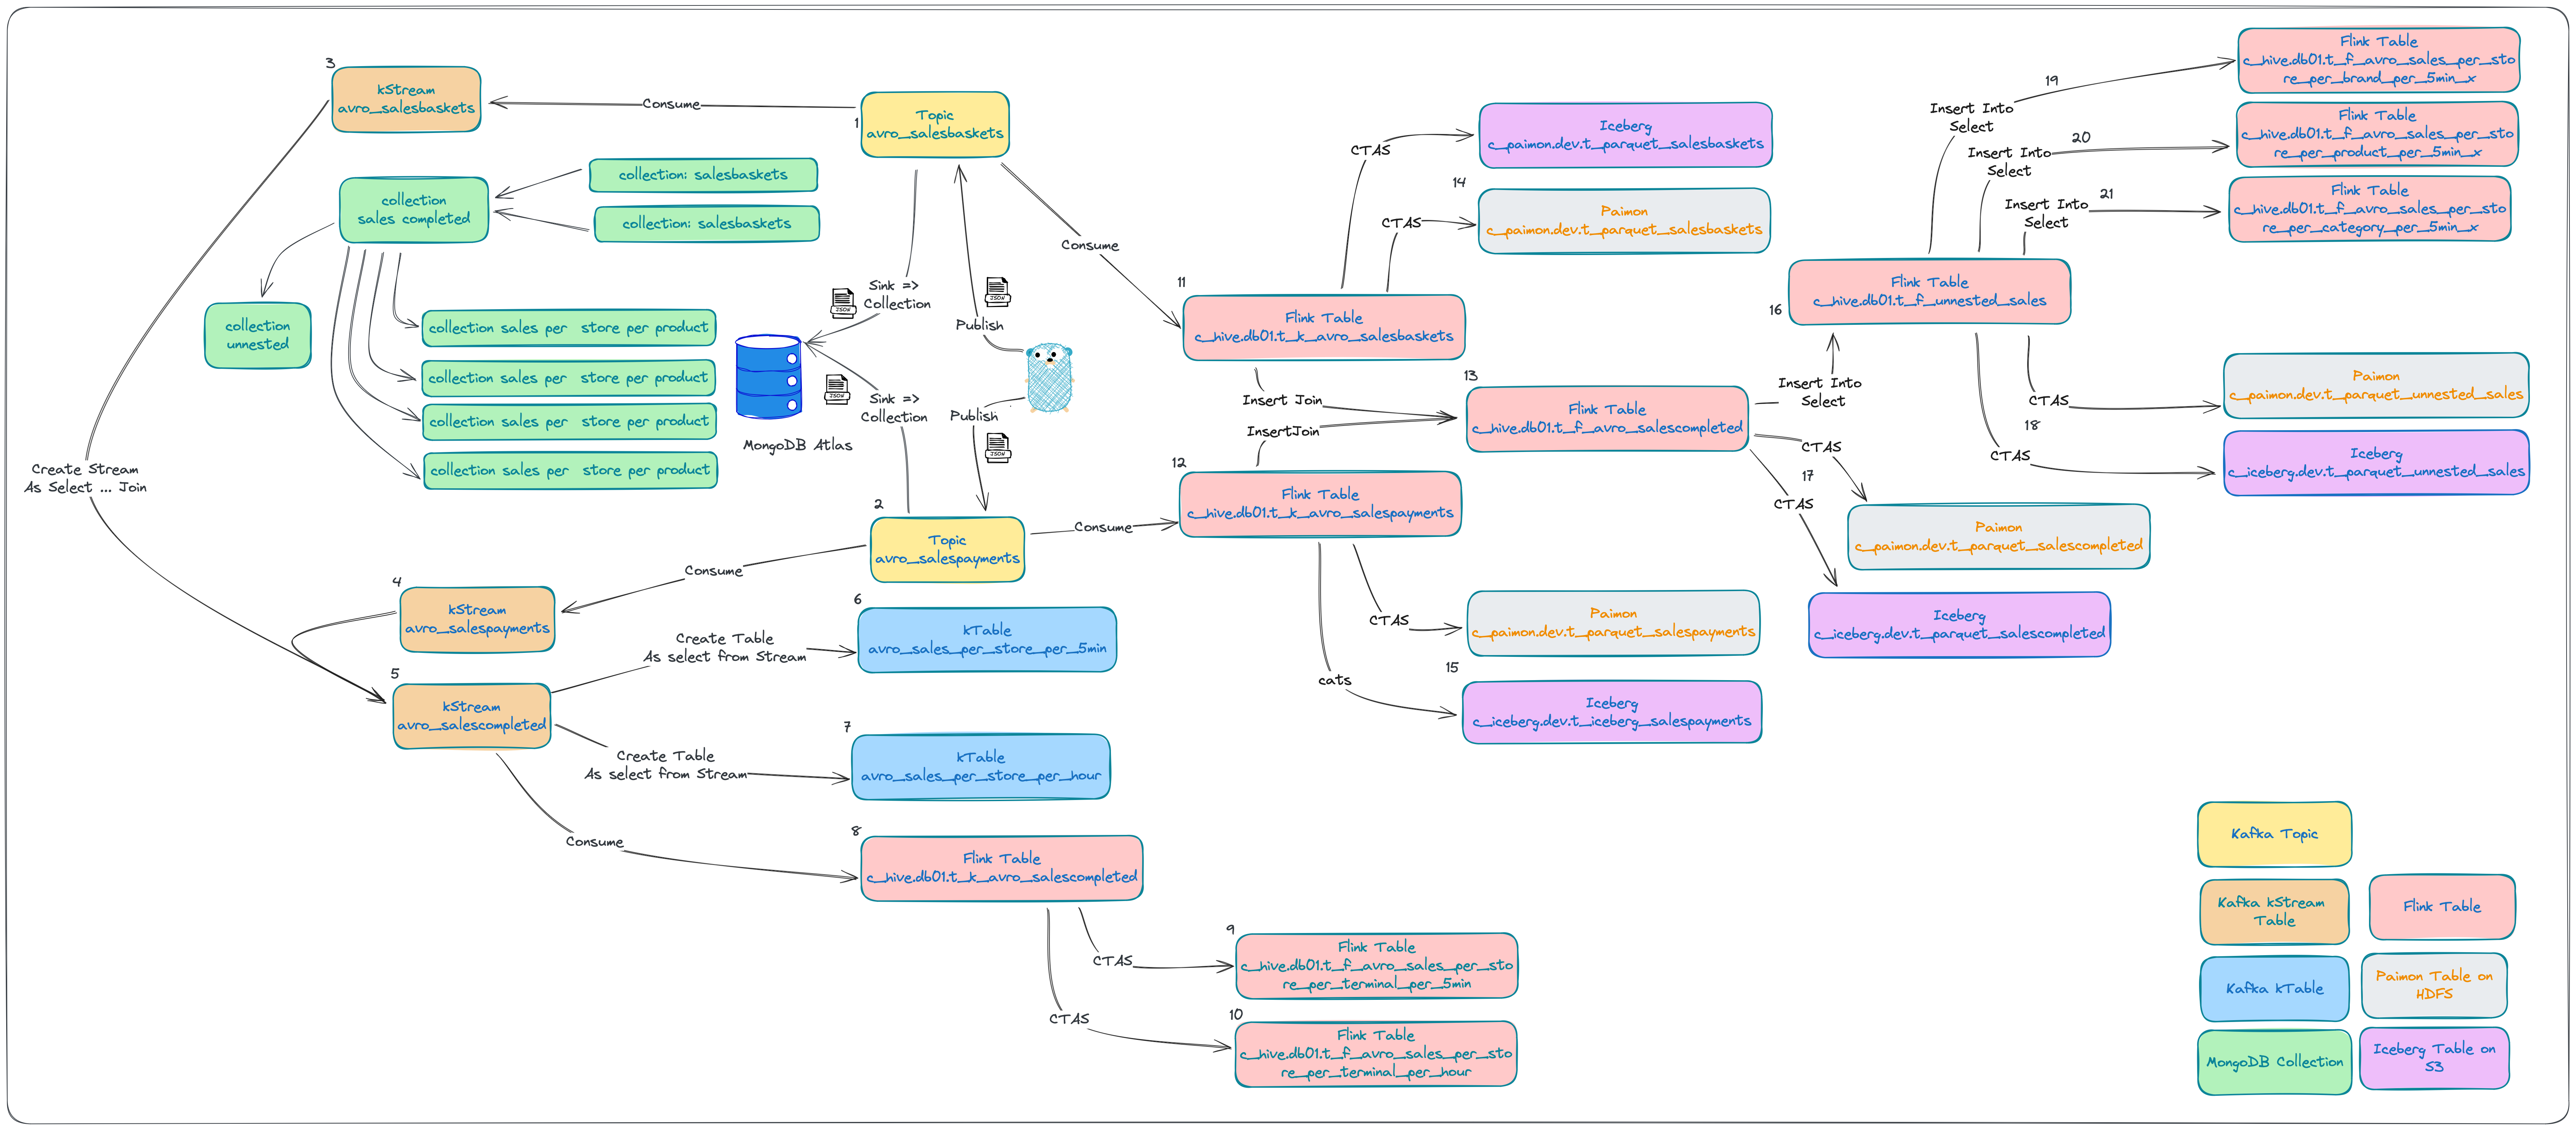 3
kStream
avro_salesbaskets
Consume
1
Topic
avro_salesbaskets
collection
sales completed
collection: salesbaskets
collection: salesbaskets
collection
unnested
collection sales per  store per product
collection sales per  store per product
collection sales per  store per product
collection sales per  store per product
Create Stream
As Select ... Join
Sink =>
Collection
JSON
JSON
Publish
MongoDB Atlas
JSON
Sink =>
Collection
Publish
JSON
2
Topic
avro_salespayments
Consume
Consume
4
kStream
avro_salespayments
5
kStream
avro_salescompleted
Create Table
As select from Stream
6
kTable
avro_sales_per_store_per_5min
Create Table
As select from Stream
7
kTable
avro_sales_per_store_per_hour
Consume
8
Flink Table
c_hive.db01.t_k_avro_salescompleted
CTAS
9
Flink Table
c_hive.db01.t_f_avro_sales_per_sto
re_per_terminal_per_5min
CTAS
10
Flink Table
c_hive.db01.t_f_avro_sales_per_sto
re_per_terminal_per_hour
Consume
11
Flink Table
c_hive.db01.t_k_avro_salesbaskets
CTAS
Iceberg
c_paimon.dev.t_parquet_salesbaskets
CTAS
14
Paimon
c_paimon.dev.t_parquet_salesbaskets
Insert Join
InsertJoin
12
Flink Table
c_hive.db01.t_k_avro_salespayments
13
Flink Table
c_hive.db01.t_f_avro_salescompleted
CTAS
Paimon
c_paimon.dev.t_parquet_salespayments
cats
15
Iceberg
c_iceberg.dev.t_iceberg_salespayments
Insert Into
Select
16
Flink Table
c_hive.db01.t_f_unnested_sales
CTAS
17
CTAS
Paimon
c_paimon.dev.t_parquet_salescompleted
Iceberg
c_iceberg.dev.t_parquet_salescompleted
Insert Into
Select
19
Flink Table
c_hive.db01.t_f_avro_sales_per_sto
re_per_brand_per_5min_x
Insert Into
Select
20
Flink Table
c_hive.db01.t_f_avro_sales_per_sto
re_per_product_per_5min_x
Insert Into
Select
21
Flink Table
c_hive.db01.t_f_avro_sales_per_sto
re_per_category_per_5min_x
CTAS
Paimon
c_paimon.dev.t_parquet_unnested_sales
18
CTAS
Iceberg
c_iceberg.dev.t_parquet_unnested_sales
Kafka Topic
Kafka kStream
Table
Flink Table
Kafka kTable
Paimon Table on
HDFS
MongoDB Collection
Iceberg Table on
S3